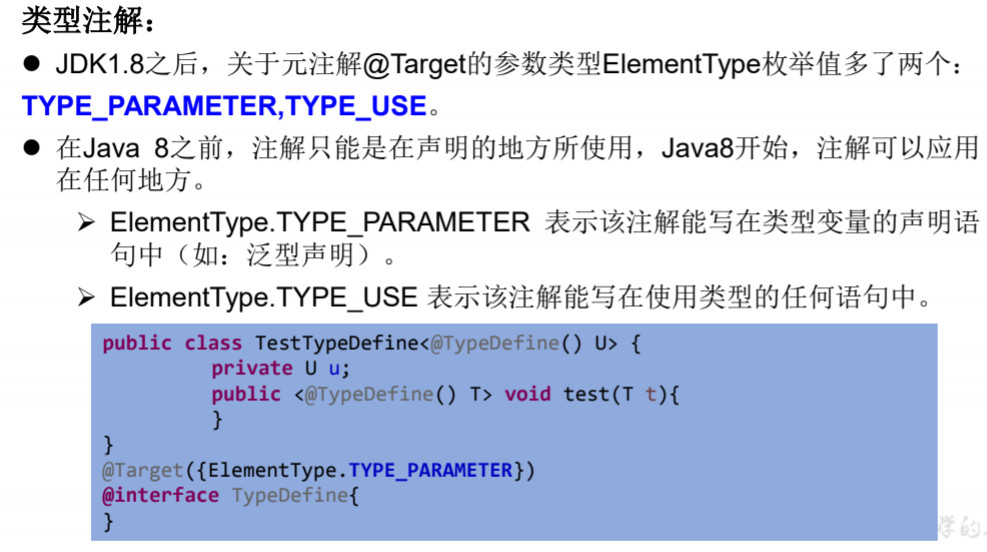 类型注解：
● JDK1.8之后，关于元注解@Target的参数类型ElementType枚举值多了两个：
TYPE_PARAMETER,TYPE_USE。
● 在Java 8之前，注解只能是在声明的地方所使用，Java8开始，注解可以应用
在任何地方。
➢ ElementType.TYPE_PARAMETER 表示该注解能写在类型变量的声明语
句中（如：泛型声明）。
➢ ElementType.TYPE_USE 表示该注解能写在使用类型的任何语句中。
public class TestTypeDefine<@TypeDefine() U> {
private U u;
public <@TypeDefine() T> void test(T t){
}
}
@Target({ElementType.TYPE_PARAMETER})
@interface TypeDefine{
}
学的